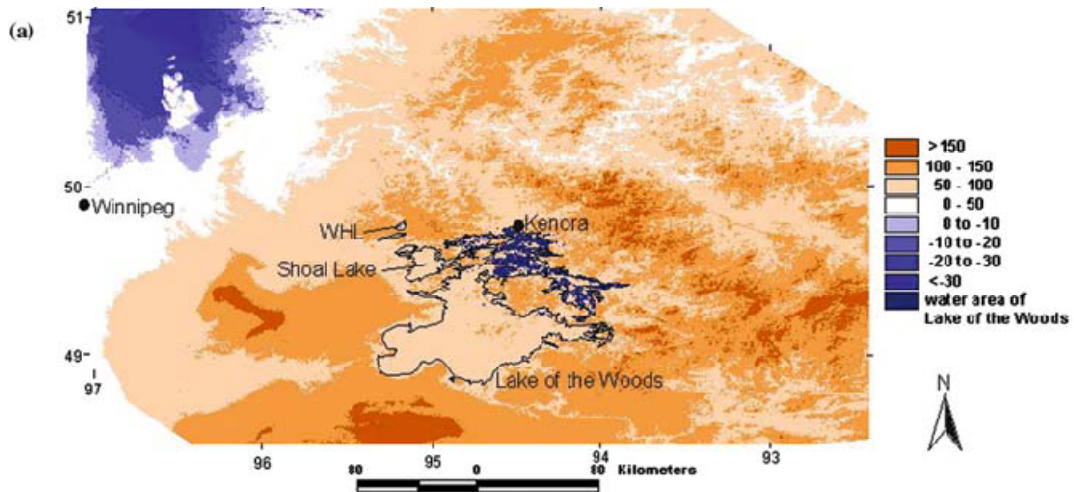 (a)
51
50
49
97
96
95
94
93
Winnipeg
WHL
Kenora
Shoal Lake
Lake of the Woods
>150
100 - 150
50 - 100
0 - 50
0 to -10
-10 to -20
-20 to -30
<-30
water area of
Lake of the Woods
N
80 0 80 Kilometers